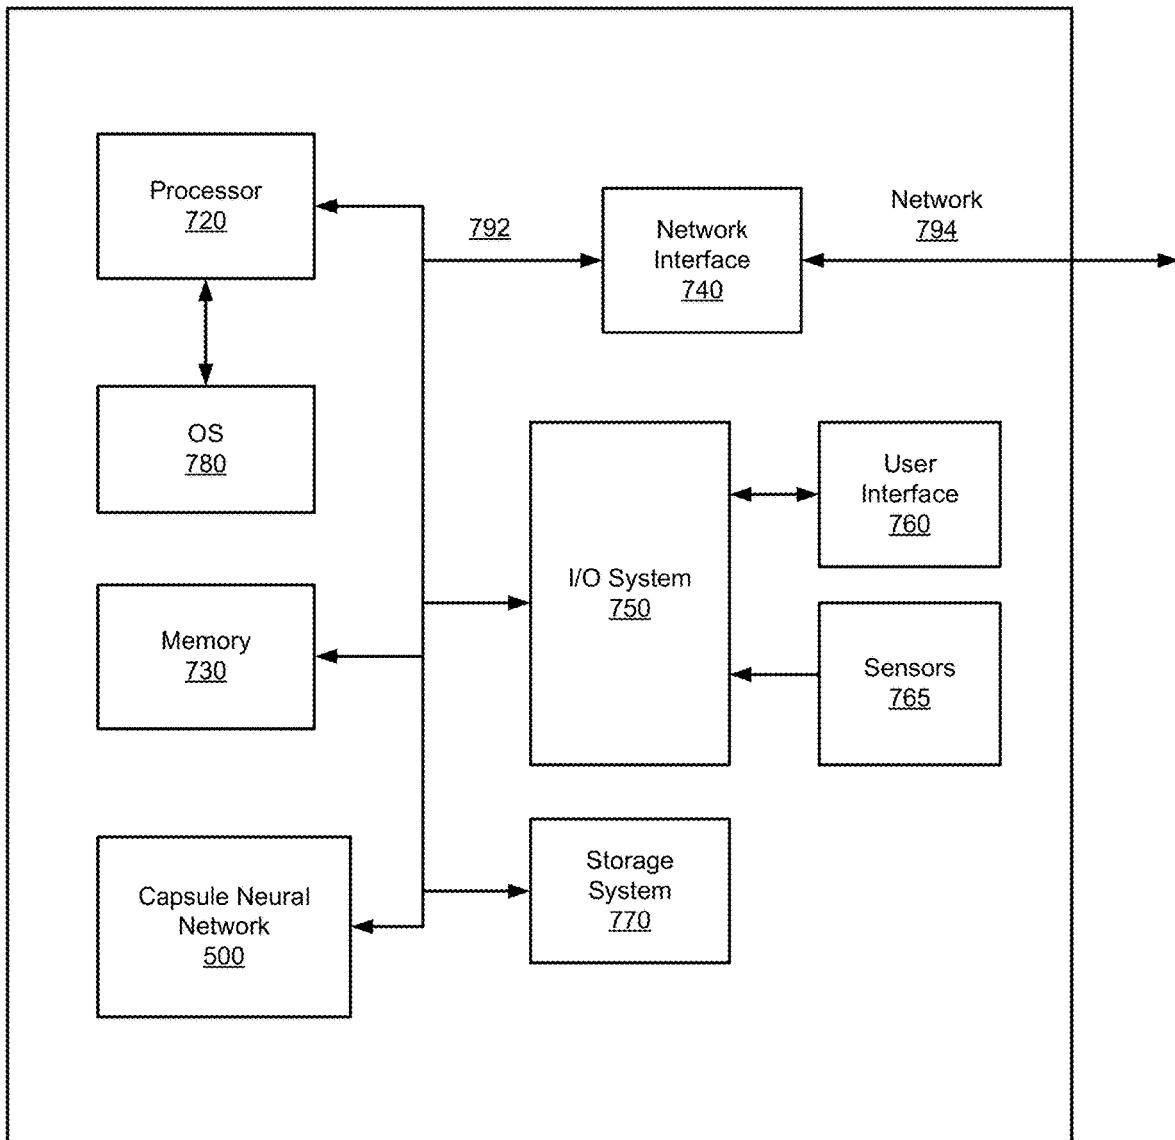 Processor
720
792
Network
Interface
740
Network
794
OS
780
I/O System
750
User
Interface
760
Memory
730
Sensors
765
Capsule Neural
Network
500
Storage
System
770